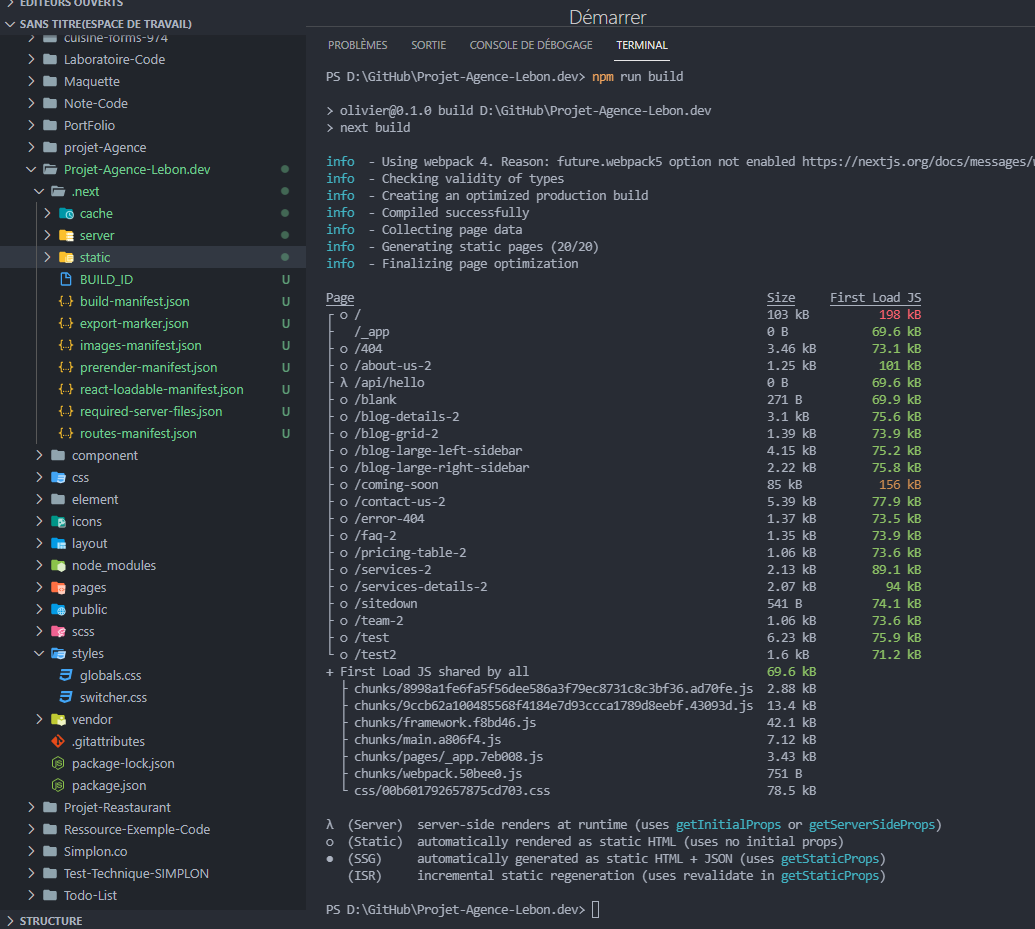 ÉDITEURS OUVERTS
SANS TITRE(ESPACE DE TRAVAIL)
cuisine-forms-974
Laboratoire-Code
Maquette
Note-Code
PortFolio
projet-Agence
Projet-Agence-Lebon.dev
.next
cache
server
static
BUILD_ID U
build-manifest.json U
export-marker.json U
images-manifest.json U
prerender-manifest.json U
react-loadable-manifest.json U
required-server-files.json U
routes-manifest.json U
component
css
element
icons
layout
node_modules
pages
public
scss
styles
globals.css
switcher.css
vendor
.gitattributes
package-lock.json
package.json
Projet-Reastaurant
Ressource-Exemple-Code
Simplon.co
Test-Technique-SIMPLON
Todo-List
STRUCTURE
Démarrer
PROBLÈMES SORTIE CONSOLE DE DÉBOGAGE TERMINAL
PS D:\GitHub\Projet-Agence-Lebon.dev> npm run build
> olivier@0.1.0 build D:\GitHub\Projet-Agence-Lebon.dev
> next build
info - Using webpack 4. Reason: future.webpack5 option not enabled https://nextjs.org/docs/messages/
info - Checking validity of types
info - Creating an optimized production build
info - Compiled successfully
info - Collecting page data
info - Generating static pages (20/20)
info - Finalizing page optimization
Page Size First Load JS
┌ ○ / 103 kB 198 kB
├ /_app 0 B 69.6 kB
├ ○ /404 3.46 kB 73.1 kB
├ ○ /about-us-2 1.25 kB 101 kB
├ λ /api/hello 0 B 69.6 kB
├ ○ /blank 271 B 69.9 kB
├ ○ /blog-details-2 3.1 kB 75.6 kB
├ ○ /blog-grid-2 1.39 kB 73.9 kB
├ ○ /blog-large-left-sidebar 4.15 kB 75.2 kB
├ ○ /blog-large-right-sidebar 2.22 kB 75.8 kB
├ ○ /coming-soon 85 kB 156 kB
├ ○ /contact-us-2 5.39 kB 77.9 kB
├ ○ /error-404 1.37 kB 73.5 kB
├ ○ /faq-2 1.35 kB 73.9 kB
├ ○ /pricing-table-2 1.06 kB 73.6 kB
├ ○ /services-2 2.13 kB 89.1 kB
├ ○ /services-details-2 2.07 kB 94 kB
├ ○ /sitedown 541 B 74.1 kB
├ ○ /team-2 1.06 kB 73.6 kB
├ ○ /test 6.23 kB 75.9 kB
└ ○ /test2 1.6 kB 71.2 kB
+ First Load JS shared by all 69.6 kB
├ chunks/8998a1fe6fa5f56dee586a3f79ec8731c8c3bf36.ad70fe.js 2.88 kB
├ chunks/9ccb62a100485568f4184e7d93ccca1789d8eebf.43093d.js 13.4 kB
├ chunks/framework.f8bd46.js 42.1 kB
├ chunks/main.a806f4.js 7.12 kB
├ chunks/pages/_app.7eb008.js 3.43 kB
├ chunks/webpack.50bee0.js 751 B
└ css/00b601792657875cd703.css 78.5 kB
λ (Server) server-side renders at runtime (uses getInitialProps or getServerSideProps)
○ (Static) automatically rendered as static HTML (uses no initial props)
● (SSG) automatically generated as static HTML + JSON (uses getStaticProps)
(ISR) incremental static regeneration (uses revalidate in getStaticProps)
PS D:\GitHub\Projet-Agence-Lebon.dev>